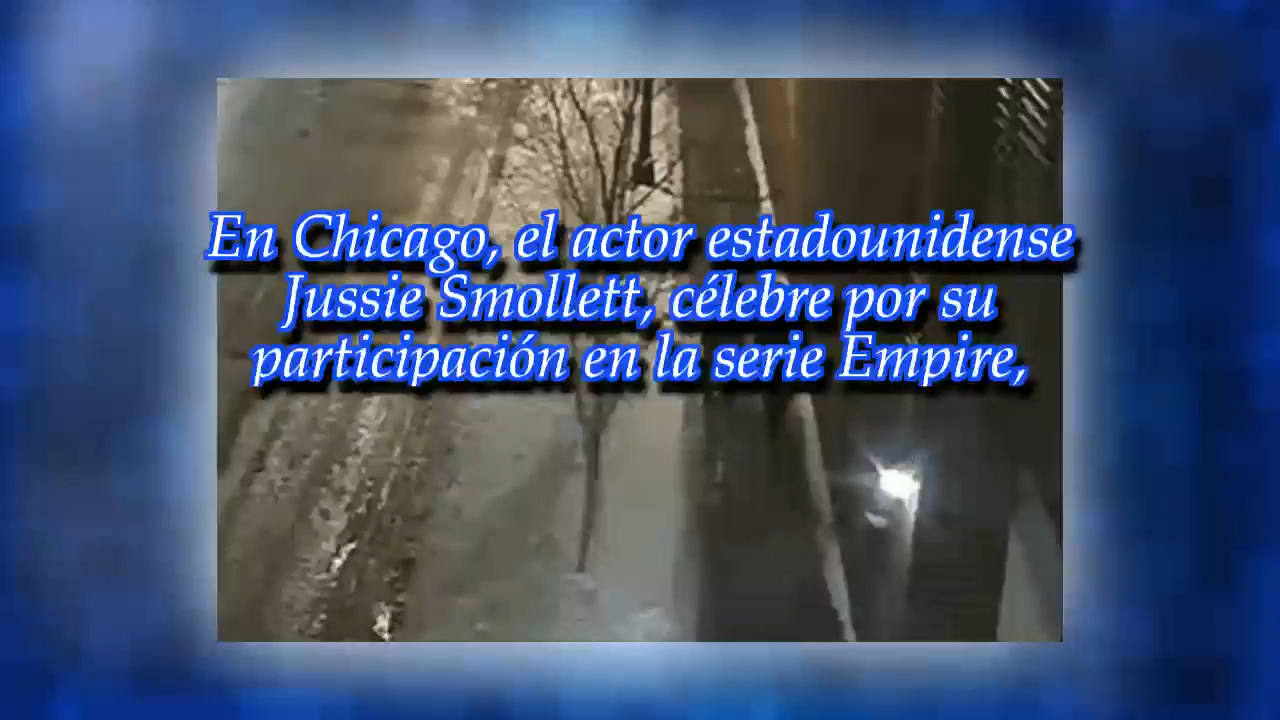 En Chicago, el actor estadounidense
Jussie Smollett, célebre por su
participación en la serie Empire,